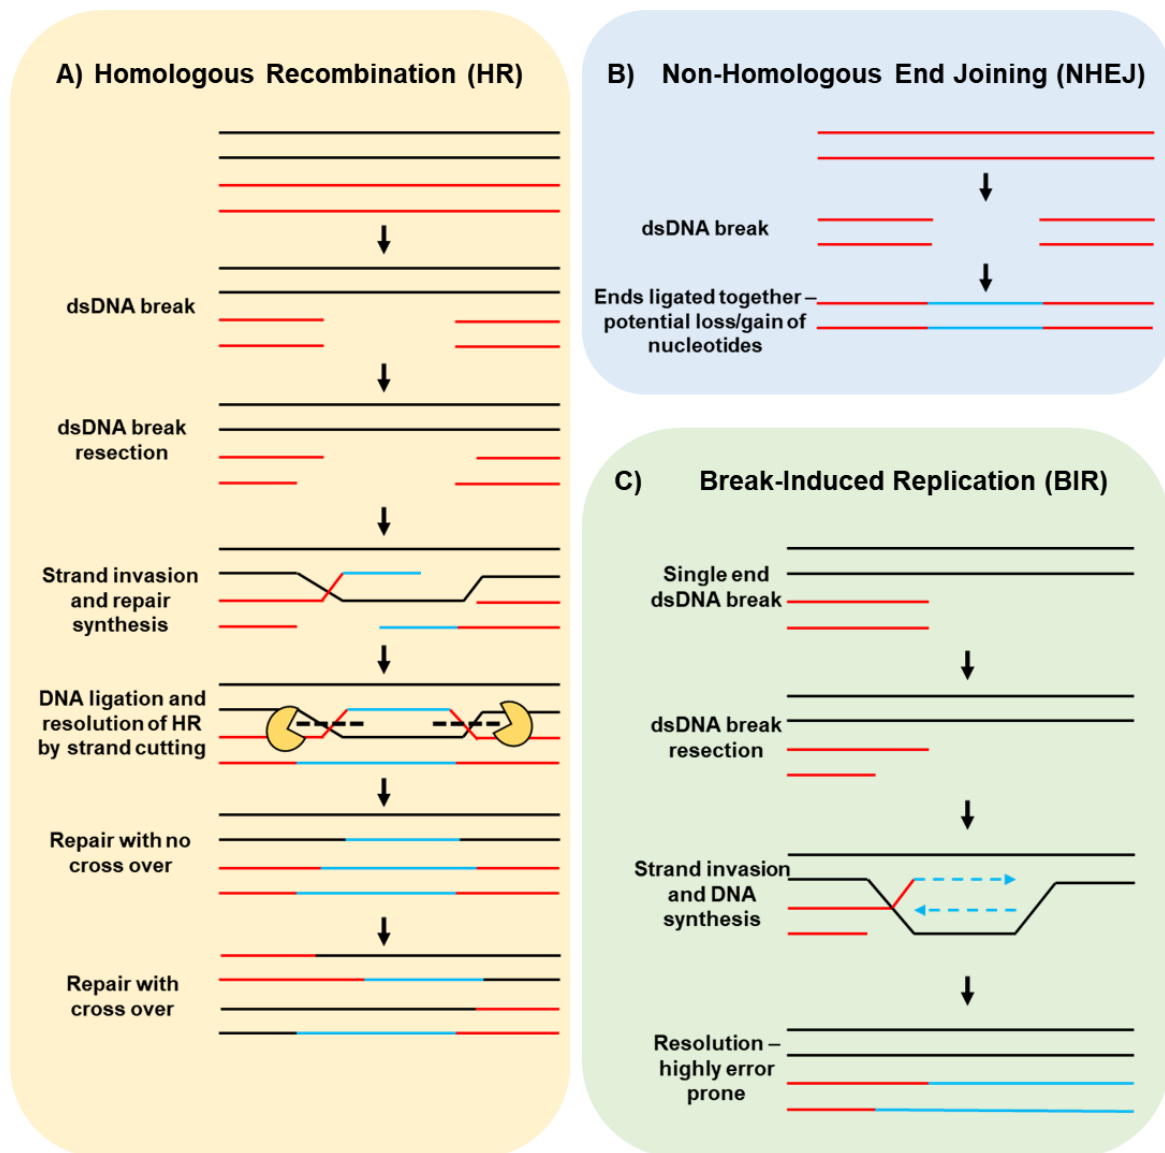 A) Homologous Recombination (HR)
dsDNA break
dsDNA break
resection
Strand invasion
and repair
synthesis
DNA ligation and
resolution of HR
by strand cutting
Repair with no
cross over
Repair with
cross over
B) Non-Homologous End Joining (NHEJ)
dsDNA break
Ends ligated together –
potential loss/gain of
nucleotides
C) Break-Induced Replication (BIR)
Single end
dsDNA break
dsDNA break
resection
Strand invasion
and DNA
synthesis
Resolution –
highly error
prone